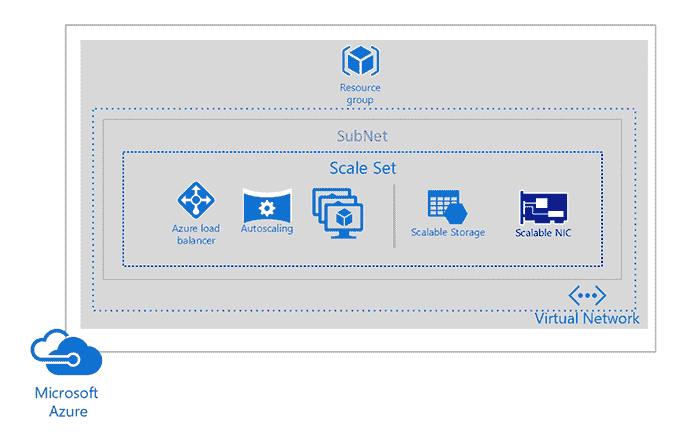 Resource
group
SubNet
Scale Set
Azure load
balancer
Autoscaling
Scalable Storage
Scalable NIC
Virtual Network
Microsoft
Azure